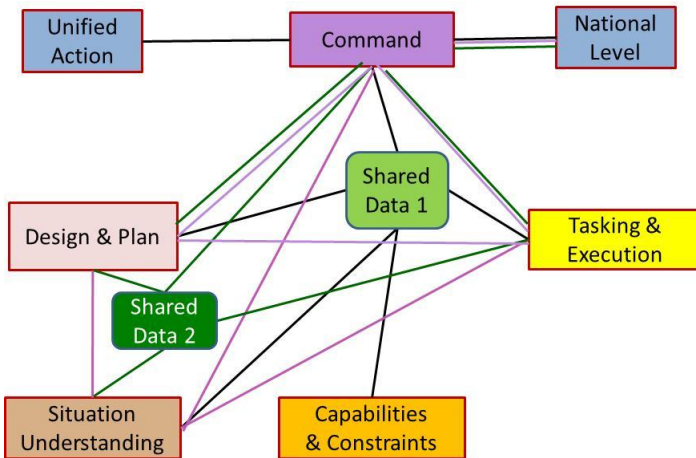 Unified
Action
Command
National
Level
Shared
Data 1
Design & Plan
Tasking &
Execution
Shared
Data 2
Situation
Understanding
Capabilities
& Constraints